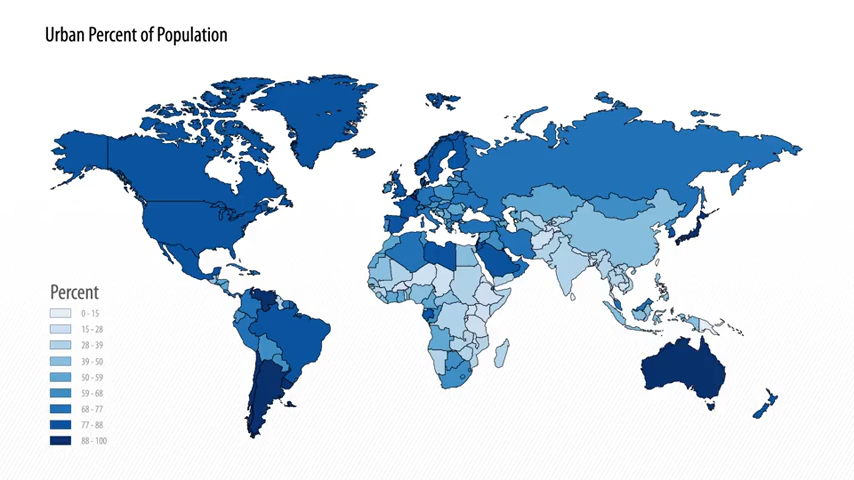 Urban Percent of Population
Percent
0 - 15
15 - 28
28 - 39
39 - 50
50 - 59
59 - 68
68 - 77
77 - 88
88 - 100